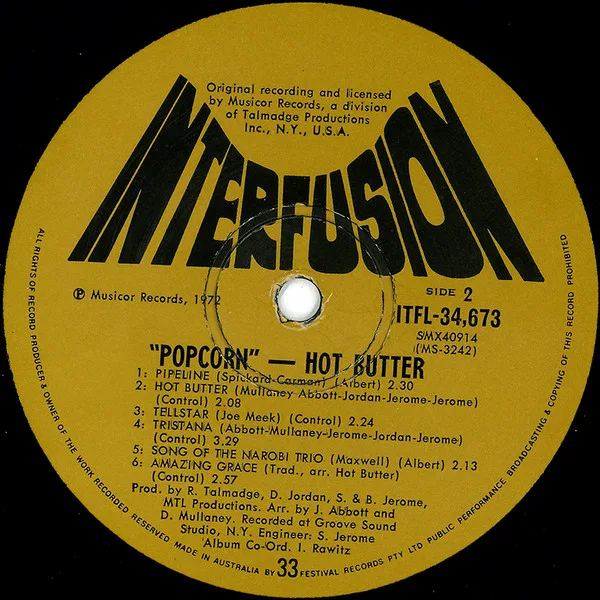 Original recording and licensed
by Musicor Records, a division
of Talmadge Productions
Inc., N.Y., U.S.A.
INTERFUSION
SIDE 2
℗ Musicor Records, 1972
ITFL-34,673
SMX40914
(MS-3242)
"POPCORN" — HOT BUTTER
1: PIPELINE (Spickard-Carman) (Albert) 2.30
2: HOT BUTTER (Mullaney Abbott-Jordan-Jerome-Jerome)
(Control) 2.08
3: TELLSTAR (Joe Meek) (Control) 2.24
4: TRISTANA (Abbott-Mullaney-Jerome-Jordan-Jerome)
(Control) 3.29
5: SONG OF THE NAROBI TRIO (Maxwell) (Albert) 2.13
6: AMAZING GRACE (Trad., arr. Hot Butter)
(Control) 2.57
Prod. by R. Talmadge, D. Jordan, S. & B. Jerome,
MTL Productions. Arr. by J. Abbott and
D. Mullaney. Recorded at Groove Sound
Studio, N.Y. Engineer: S. Jerome
Album Co-Ord. I. Rawitz
ALL RIGHTS OF RECORD PRODUCER & OWNER OF THE WORK RECORDED RESERVED MADE IN AUSTRALIA BY 33 FESTIVAL RECORDS PTY LTD PUBLIC PERFORMANCE BROADCASTING & COPYING OF THIS RECORD PROHIBITED